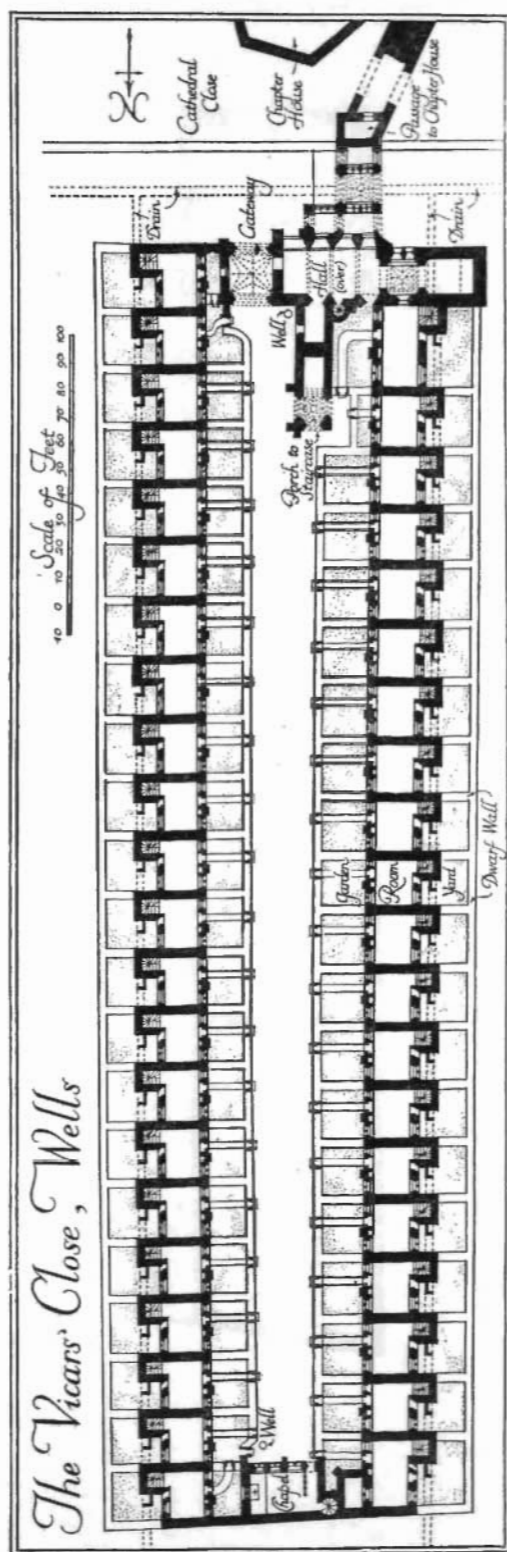 The Vicars' Close, Wells
Scale of Feet
10 0 10 20 30 40 50 60 70 80 90 100
Cathedral
Close
Chapter
House
Passage
to Chapter House
Drain
Gateway
Hall
(over)
Drain
Well
Porch to
Staircase
Garden
Room
Yard
Dwarf Wall
Well
Chapel